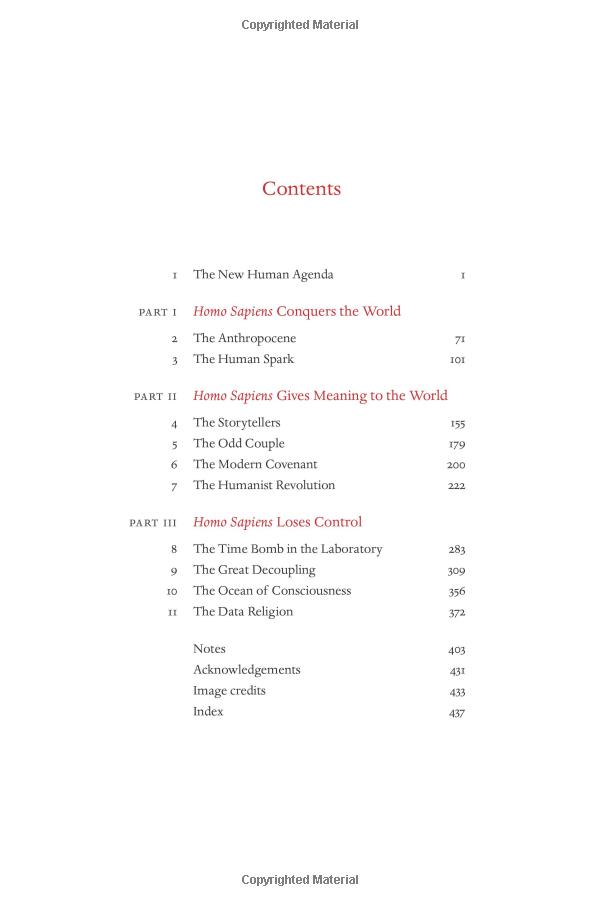 Copyrighted Material
Contents
1 The New Human Agenda 1
PART I Homo Sapiens Conquers the World
2 The Anthropocene 71
3 The Human Spark 101
PART II Homo Sapiens Gives Meaning to the World
4 The Storytellers 155
5 The Odd Couple 179
6 The Modern Covenant 200
7 The Humanist Revolution 222
PART III Homo Sapiens Loses Control
8 The Time Bomb in the Laboratory 283
9 The Great Decoupling 309
10 The Ocean of Consciousness 356
11 The Data Religion 372
Notes 403
Acknowledgements 431
Image credits 433
Index 437
Copyrighted Material